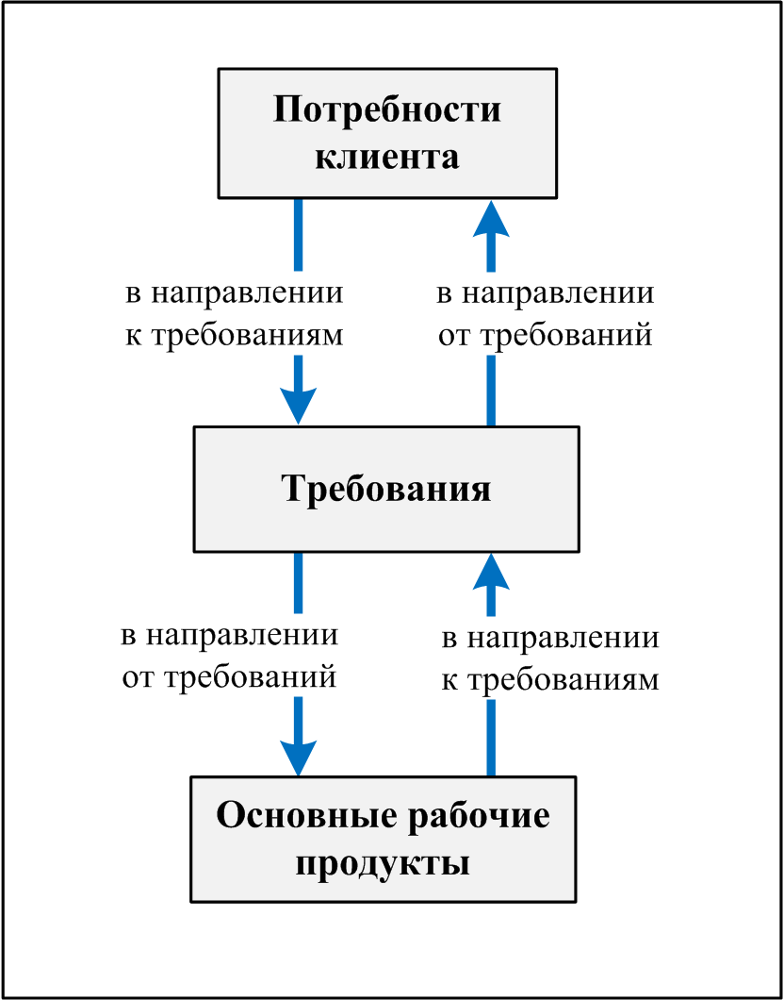 Потребности
клиента
в направлении
к требованиям
в направлении
от требований
Требования
в направлении
от требований
в направлении
к требованиям
Основные рабочие
продукты